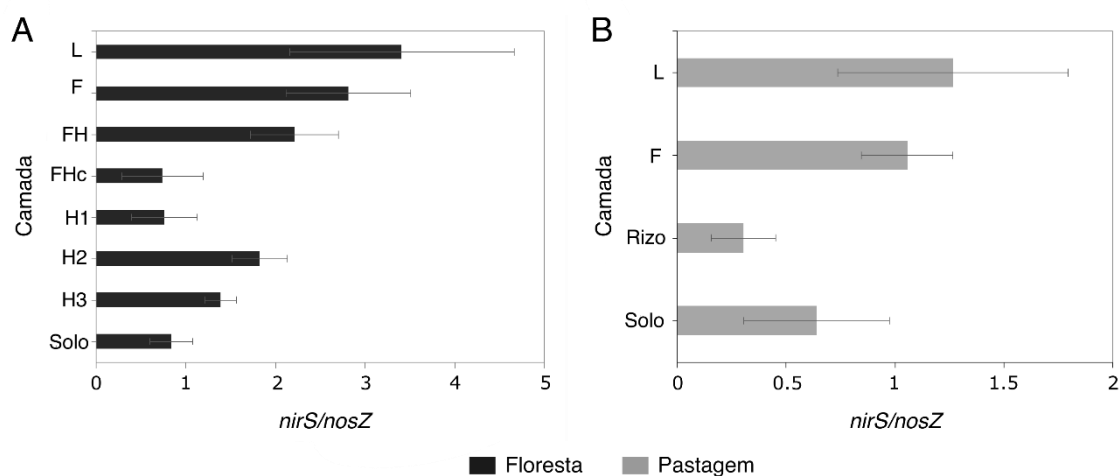 A
Camada
L
F
FH
FHc
H1
H2
H3
Solo
0 1 2 3 4 5
nirS/nosZ
B
Camada
L
F
Rizo
Solo
0 0.5 1 1.5 2
nirS/nosZ
Floresta Pastagem